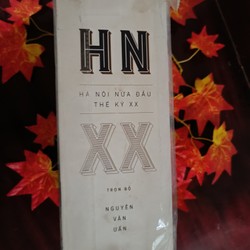 HN
HÀ NỘI NỬA ĐẦU
THẾ KỶ XX
XX
TRỌN BỘ
NGUYỄN
VĂN
UẨN